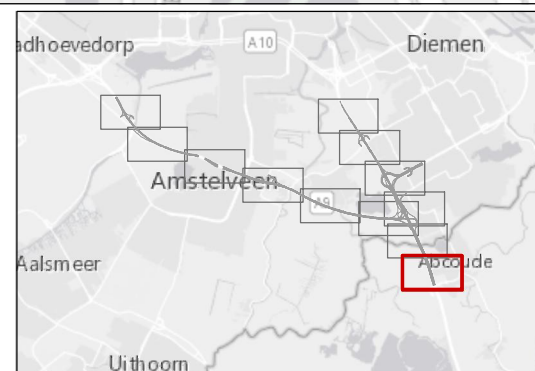 adhoevedorp
A10
Diemen
Amstelveen
A9
Aalsmeer
Abcoude
Uithoorn